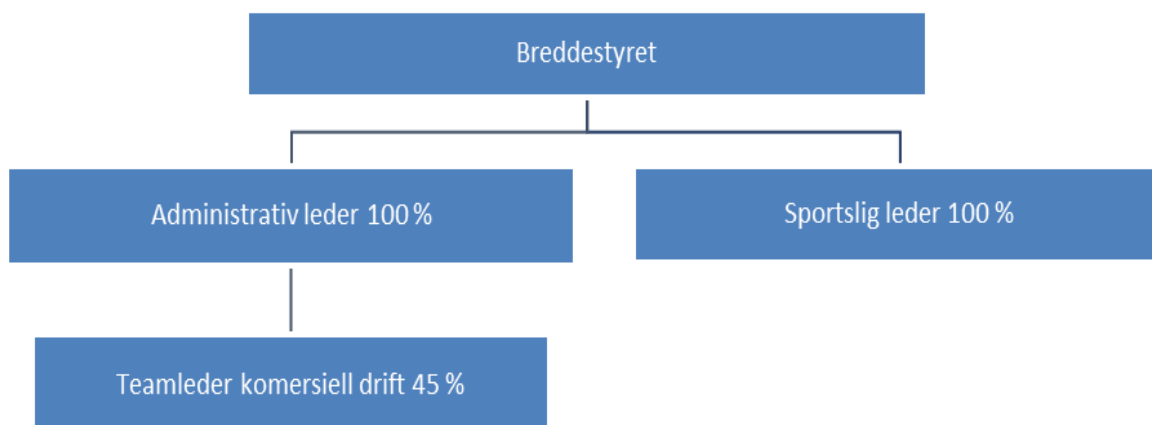 Breddestyret
Administrativ leder 100 %
Sportslig leder 100 %
Teamleder komersiell drift 45 %